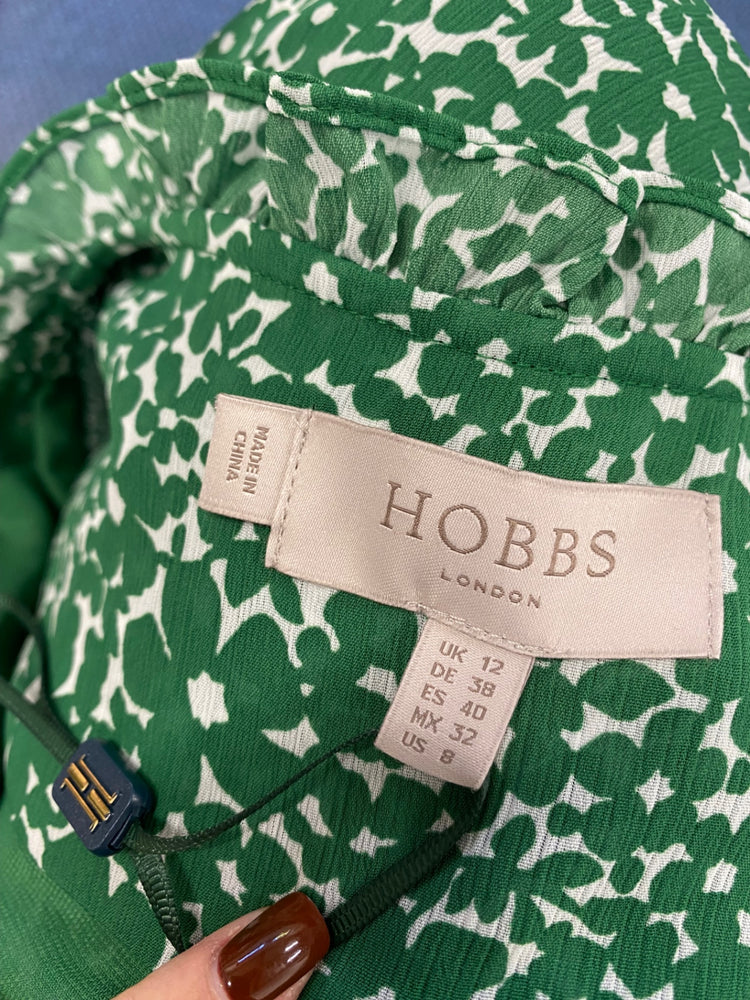 MADE IN
CHINA
HOBBS
LONDON
UK 12
DE 38
ES 40
MX 32
US 8
H